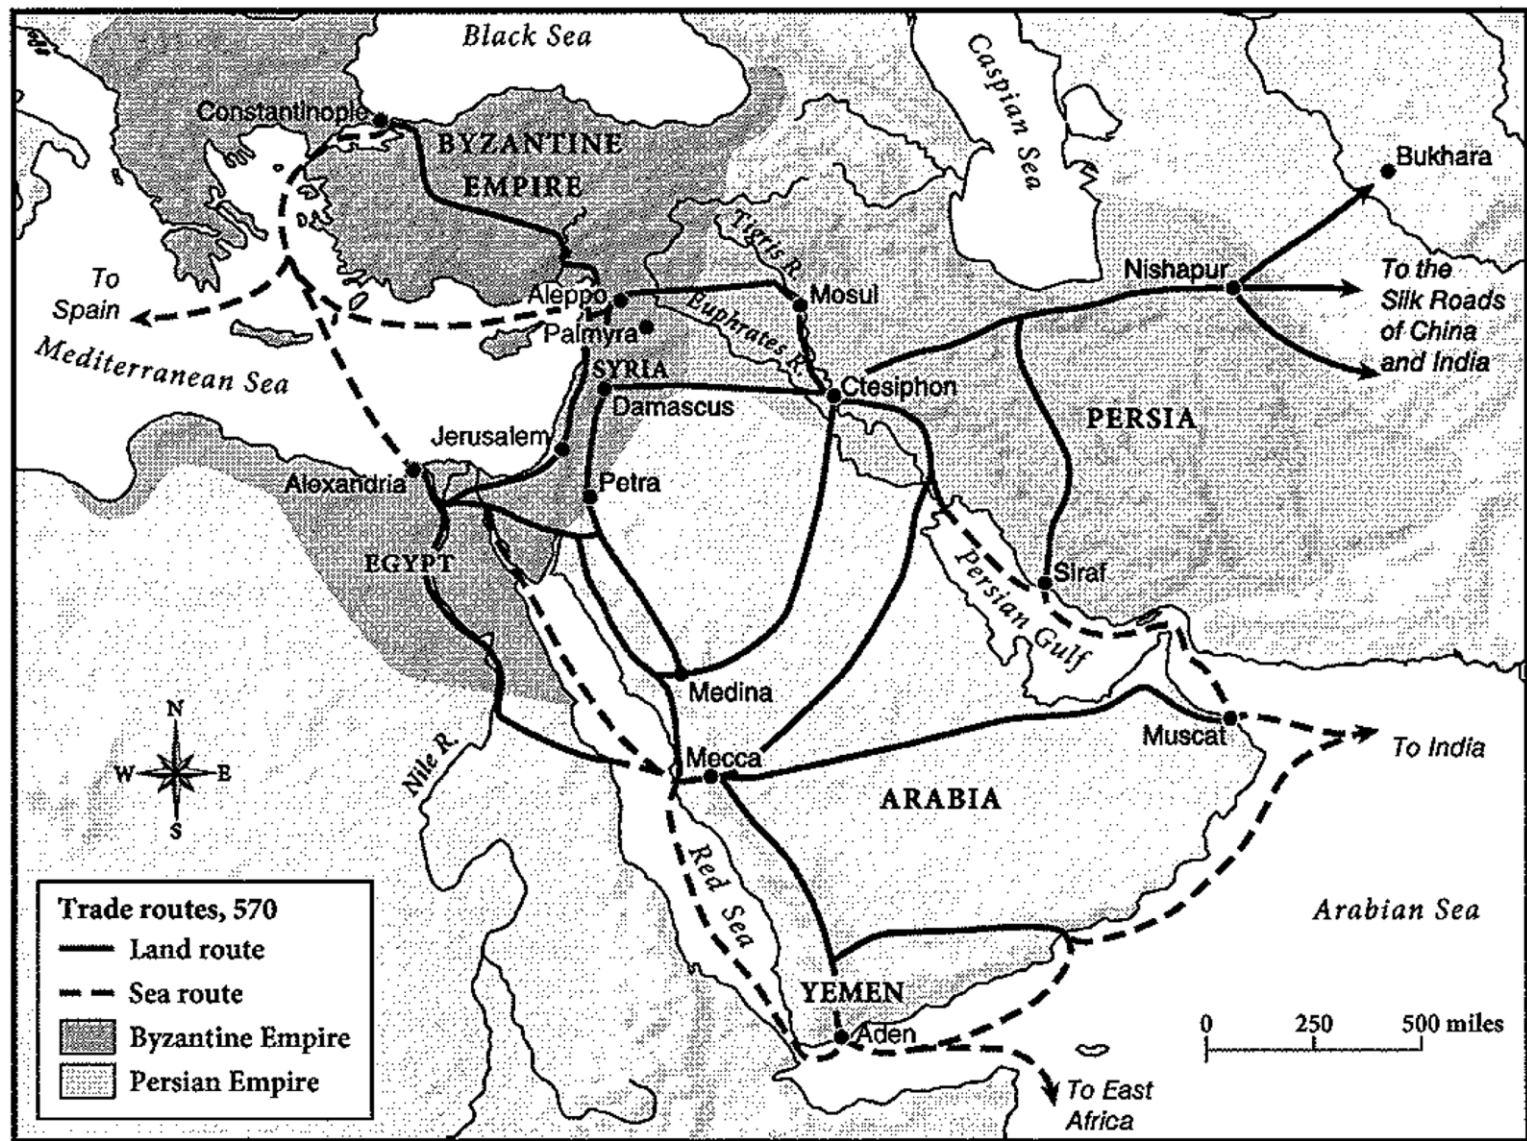 Black Sea
Caspian Sea
Constantinople
BYZANTINE
EMPIRE
Bukhara
Tigris R.
Nishapur
To the
Silk Roads
of China
and India
To
Spain
Aleppo
Mosul
Euphrates R.
Palmyra
Mediterranean Sea
SYRIA
Ctesiphon
Damascus
PERSIA
Jerusalem
Alexandria
Petra
EGYPT
Persian Gulf
Siraf
Medina
N
W
E
S
Nile R.
Mecca
Muscat
To India
ARABIA
Red Sea
Arabian Sea
YEMEN
Aden
To East
Africa
Trade routes, 570
Land route
Sea route
Byzantine Empire
Persian Empire
0 250 500 miles